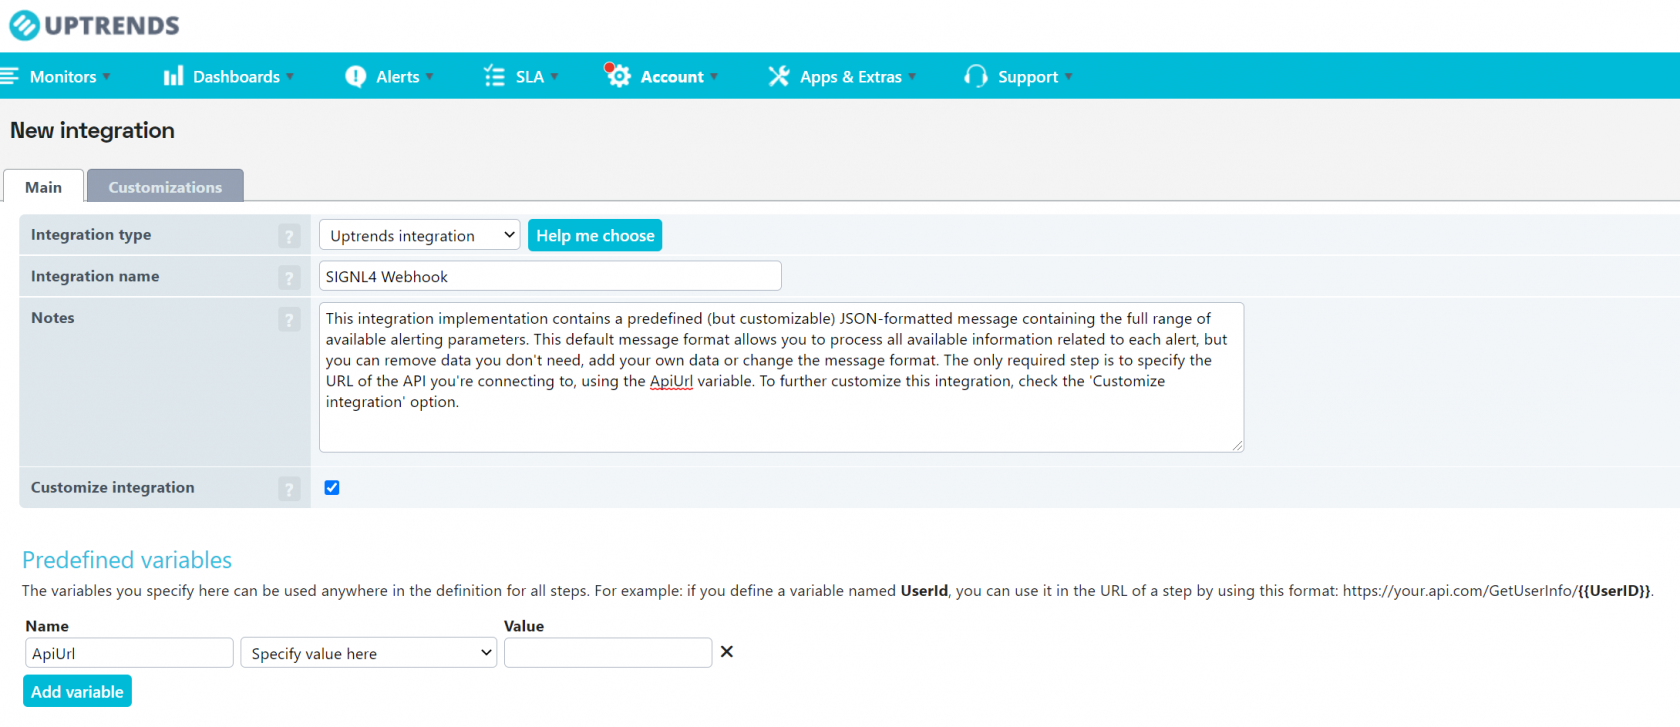 UPTRENDS
Monitors Dashboards Alerts SLA Account Apps & Extras Support
New integration
Main Customizations
Integration type ? Uptrends integration Help me choose
Integration name ? SIGNL4 Webhook
Notes ? This integration implementation contains a predefined (but customizable) JSON-formatted message containing the full range of
available alerting parameters. This default message format allows you to process all available information related to each alert, but
you can remove data you don't need, add your own data or change the message format. The only required step is to specify the
URL of the API you're connecting to, using the ApiUrl variable. To further customize this integration, check the 'Customize
integration' option.
Customize integration ?
Predefined variables
The variables you specify here can be used anywhere in the definition for all steps. For example: if you define a variable named UserId, you can use it in the URL of a step by using this format: https://your.api.com/GetUserInfo/{{UserID}}.
Name Value
ApiUrl Specify value here
Add variable